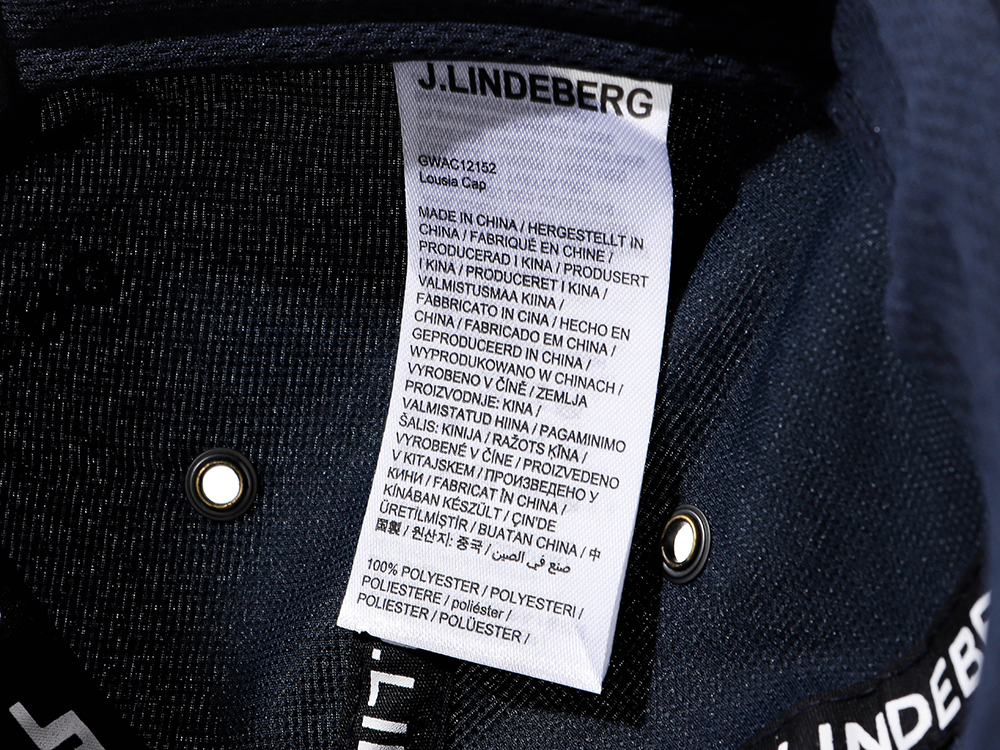 J.LINDEBERG
GWAC12152
Lousia Cap
MADE IN CHINA / HERGESTELLT IN
CHINA / FABRIQUÉ EN CHINE /
PRODUCERAD I KINA / PRODUSERT
I KINA / PRODUCERET I KINA /
VALMISTUSMAA KIINA /
FABBRICATO IN CINA / HECHO EN
CHINA / FABRICADO EM CHINA /
GEPRODUCEERD IN CHINA /
WYPRODUKOWANO W CHINACH /
VYROBENO V ČÍNĚ / ZEMLJA
PROIZVODNJE: KINA /
VALMISTATUD HIINA / PAGAMINIMO
ŠALIS: KINIJA / RAŽOTS ĶĪNA /
VYROBENÉ V ČÍNE / PROIZVEDENO
V KITAJSKEM / ПРОИЗВЕДЕНО У
КИНИ / FABRICAT ÎN CHINA /
KÍNÁBAN KÉSZÜLT / ÇIN'DE
ÜRETİLMİŞTİR / BUATAN CHINA / 中
国製 / 원산지: 중국 / صنع في الصين
100% POLYESTER / POLYESTERI /
POLIESTERE / poliéster /
POLIESTER / POLÜESTER /
.LI
LINDEB